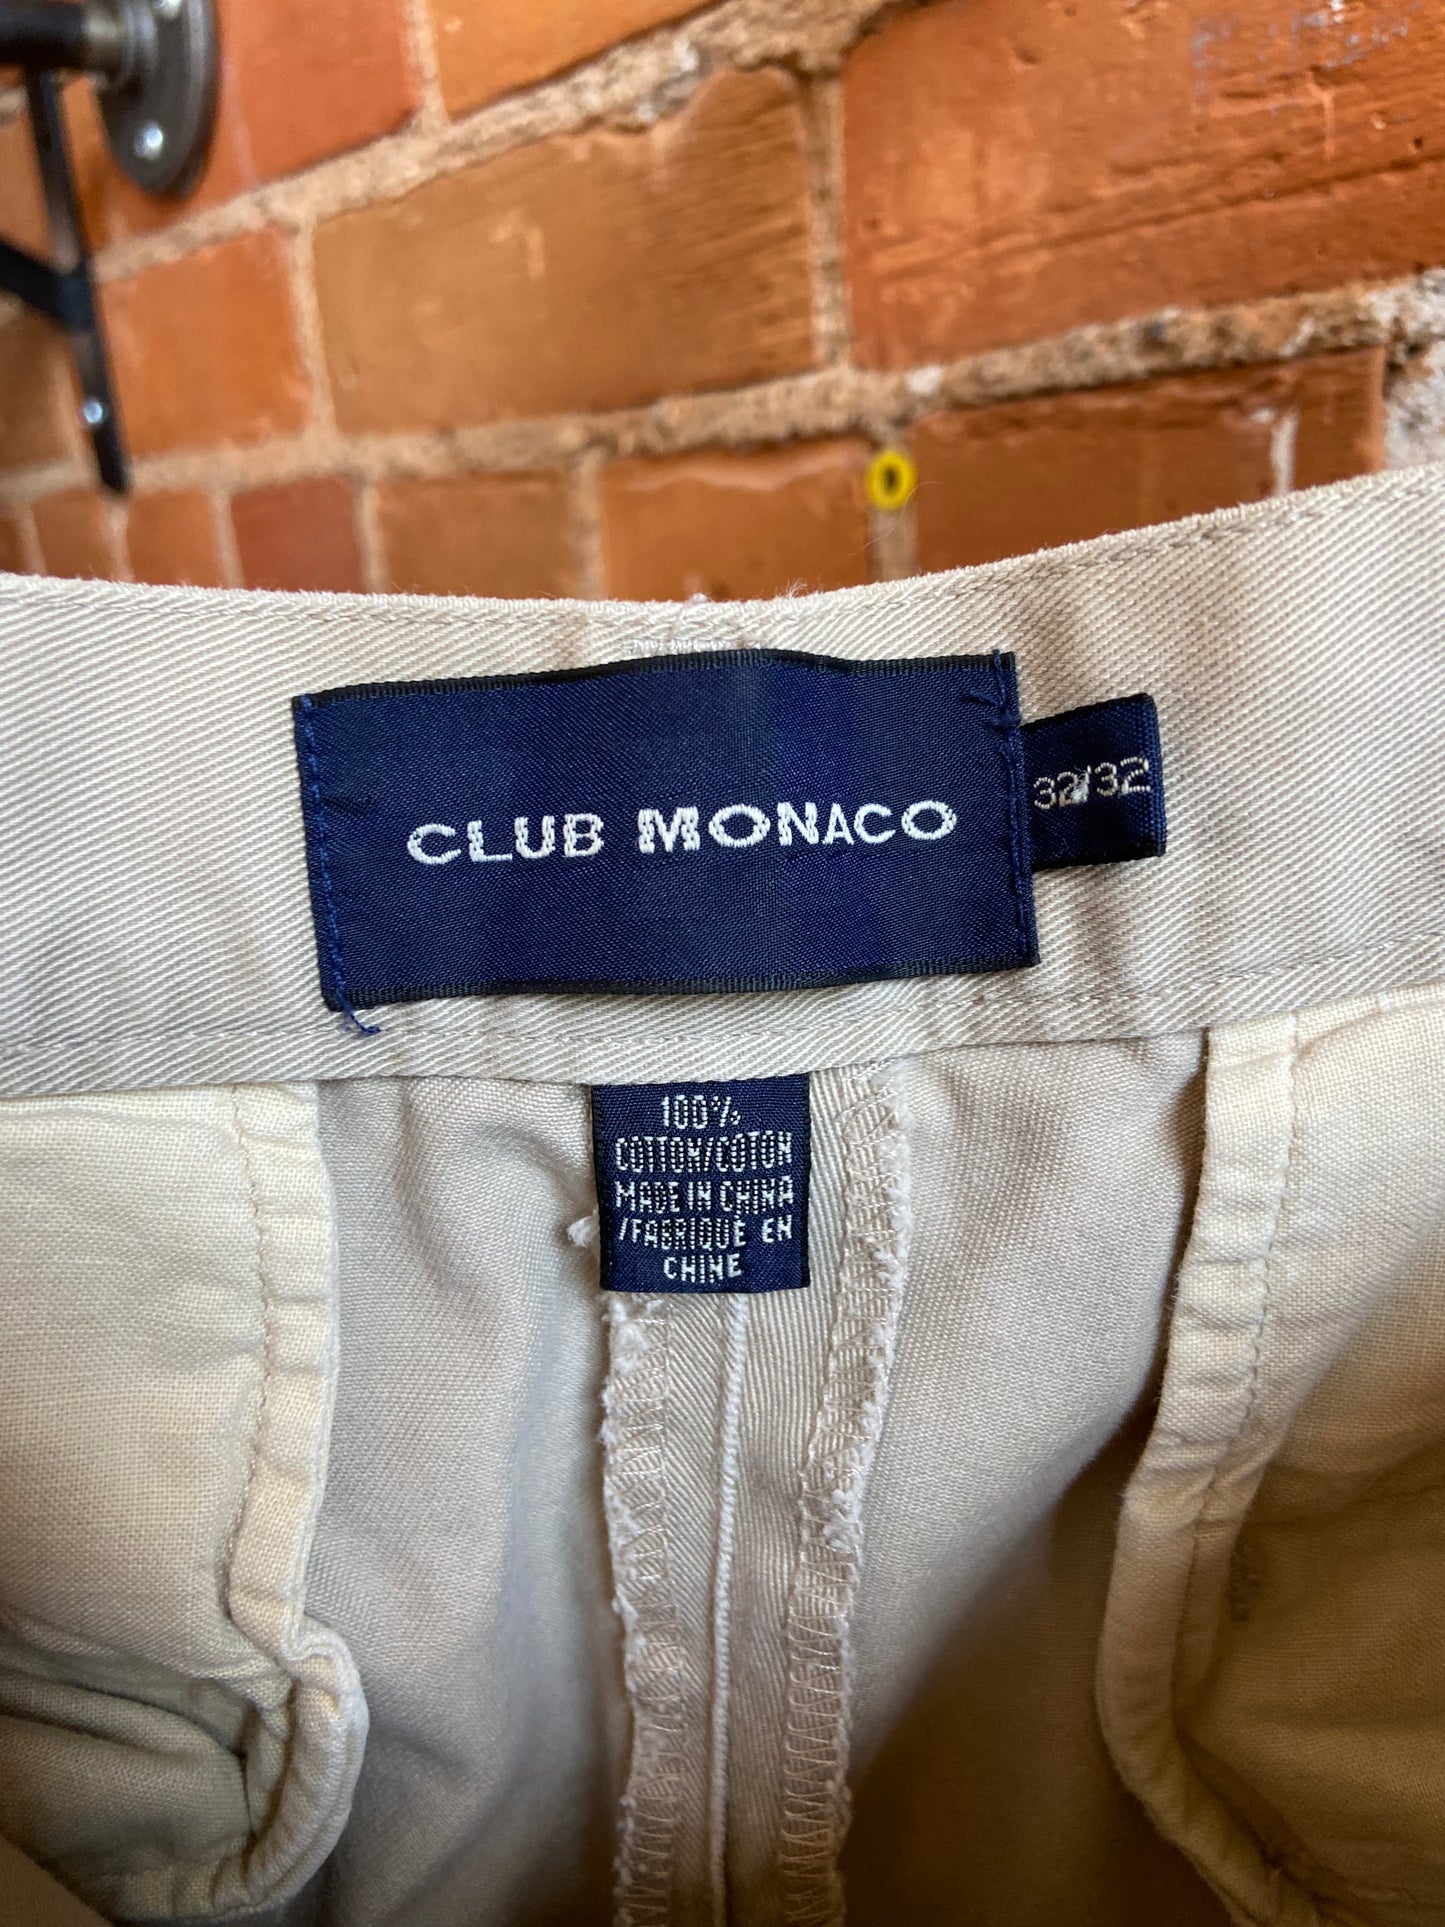 CLUB MONACO
32/32
100%
COTTON/COTON
MADE IN CHINA
/FABRIQUÉ EN
CHINE